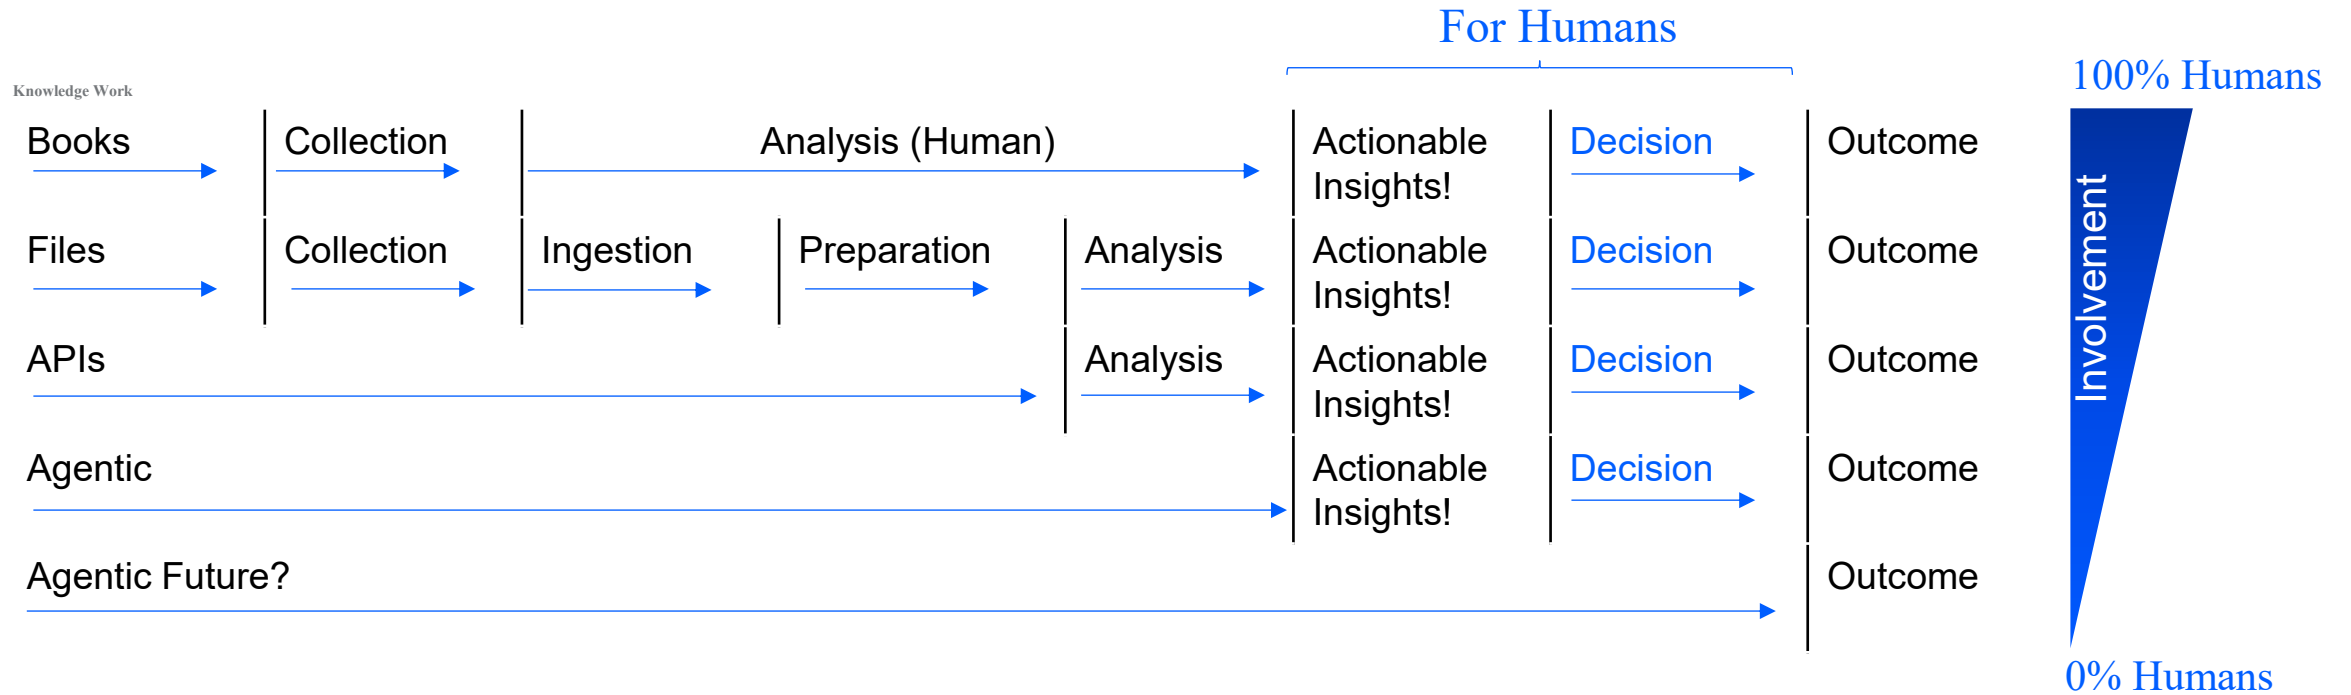 For Humans
100% Humans
Knowledge Work
Books
Collection
Analysis (Human)
Actionable
Insights!
Decision
Outcome
Files
Collection
Ingestion
Preparation
Analysis
Actionable
Insights!
Decision
Outcome
APIs
Analysis
Actionable
Insights!
Decision
Outcome
Agentic
Actionable
Insights!
Decision
Outcome
Agentic Future?
Outcome
Involvement
0% Humans